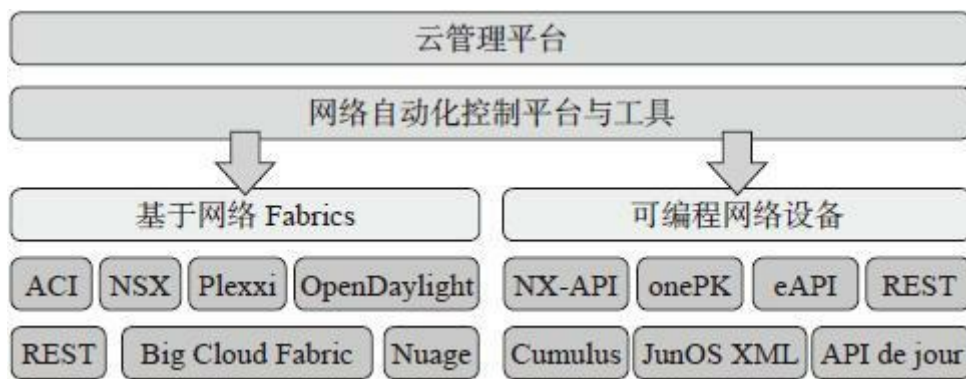 云管理平台
网络自动化控制平台与工具
基于网络 Fabrics
可编程网络设备
ACI NSX Plexxi OpenDaylight
NX-API onePK eAPI REST
REST Big Cloud Fabric Nuage
Cumulus JunOS XML API de jour